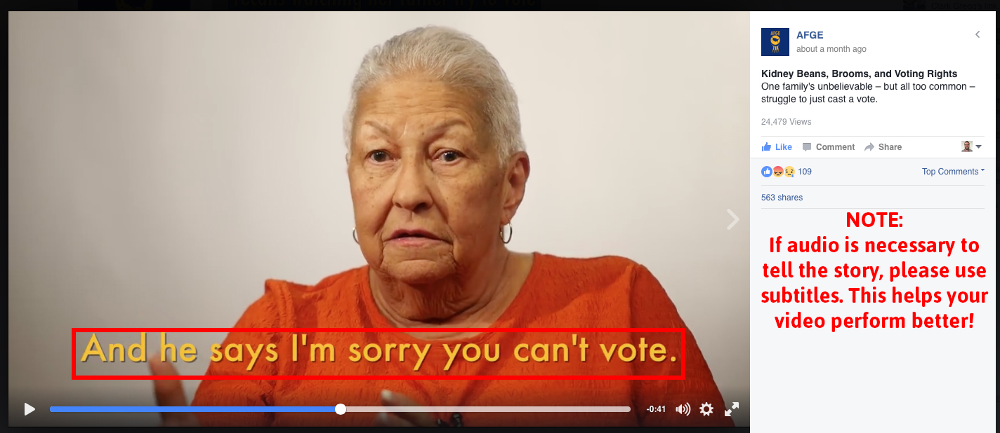 And he says I'm sorry you can't vote.
-0:41
AFGE
AFGE
about a month ago
Kidney Beans, Brooms, and Voting Rights
One family's unbelievable – but all too common –
struggle to just cast a vote.
24,479 Views
Like Comment Share
109 Top Comments
563 shares
NOTE:
If audio is necessary to
tell the story, please use
subtitles. This helps your
video perform better!